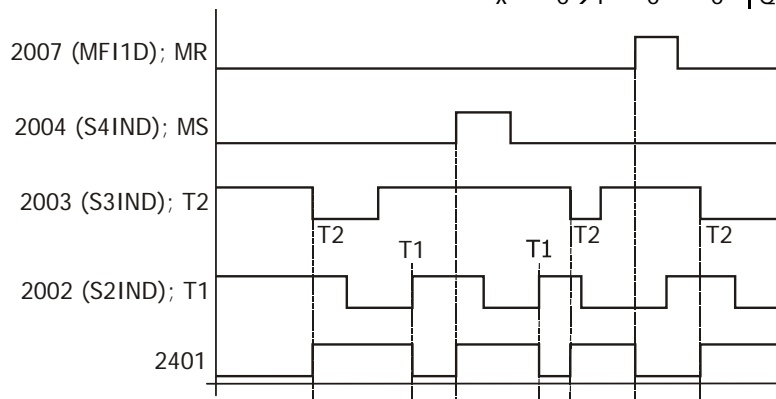 2007 (MFI1D); MR
2004 (S4IND); MS
2003 (S3IND); T2
T2
T1
T1
T2
T2
2002 (S2IND); T1
2401